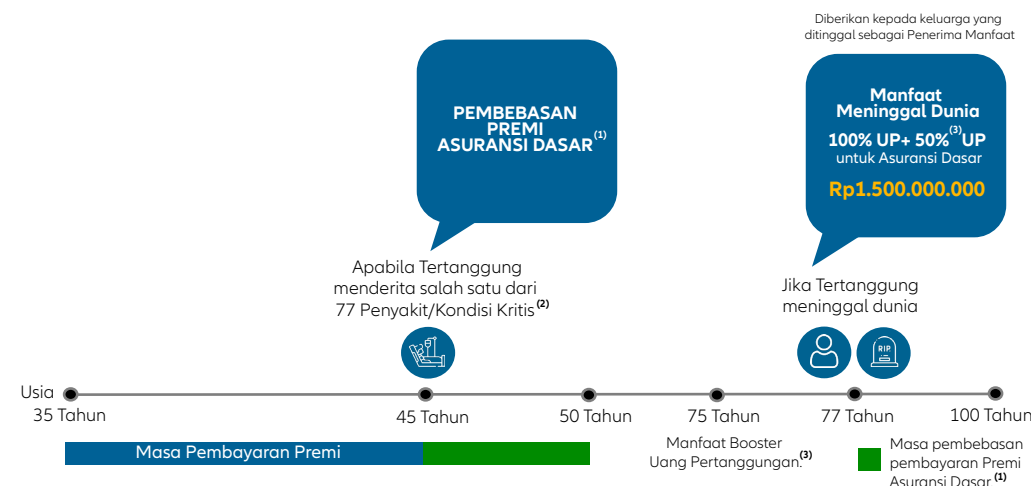 Diberikan kepada keluarga yang
ditinggal sebagai Penerima Manfaat
PEMBEBASAN
PREMI
ASURANSI DASAR(1)
Manfaat
Meninggal Dunia
100% UP+ 50%(3)UP
untuk Asuransi Dasar
Rp1.500.000.000
Apabila Tertanggung
menderita salah satu dari
77 Penyakit/Kondisi Kritis(2)
Jika Tertanggung
meninggal dunia
RIP
Usia
35 Tahun
45 Tahun
50 Tahun
75 Tahun
77 Tahun
100 Tahun
Masa Pembayaran Premi
Manfaat Booster
Uang Pertanggungan.(3)
Masa pembebasan
pembayaran Premi
Asuransi Dasar.(1)